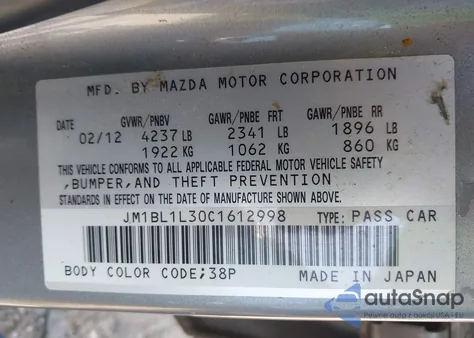 MFD. BY MAZDA MOTOR CORPORATION
DATE GVWR/PNBV GAWR/PNBE FRT GAWR/PNBE RR
02/12 4237 LB 2341 LB 1896 LB
1922 KG 1062 KG 860 KG
THIS VEHICLE CONFORMS TO ALL APPLICABLE FEDERAL MOTOR VEHICLE SAFETY
,BUMPER,AND THEFT PREVENTION
STANDARDS IN EFFECT ON THE DATE OF MANUFACTURE SHOWN ABOVE.
JM1BL1L30C1612998 TYPE: PASS CAR
BODY COLOR CODE;38P MADE IN JAPAN
autoSnap